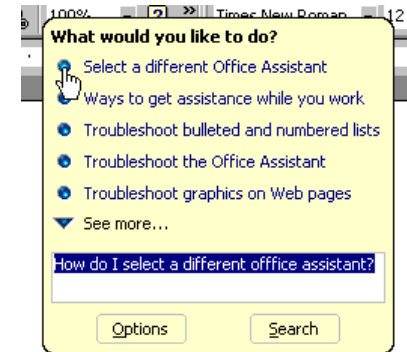 100% Times New Roman 12
What would you like to do?
Select a different Office Assistant
Ways to get assistance while you work
Troubleshoot bulleted and numbered lists
Troubleshoot the Office Assistant
Troubleshoot graphics on Web pages
See more...
How do I select a different offfice assistant?
Options Search